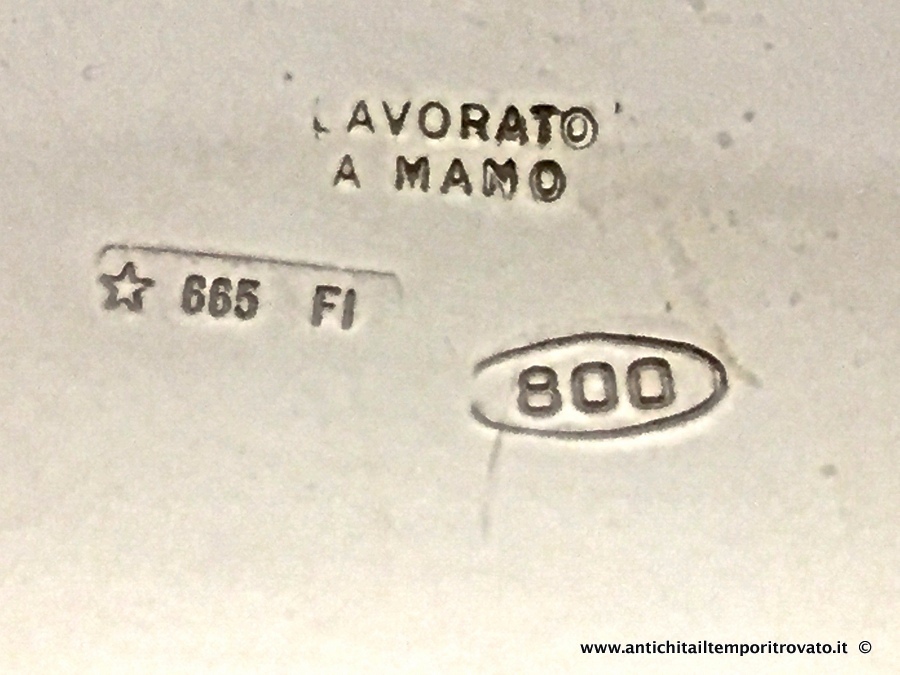 LAVORATO
A MANO
☆ 665 FI
800
www.antichitailtemporitrovato.it ©